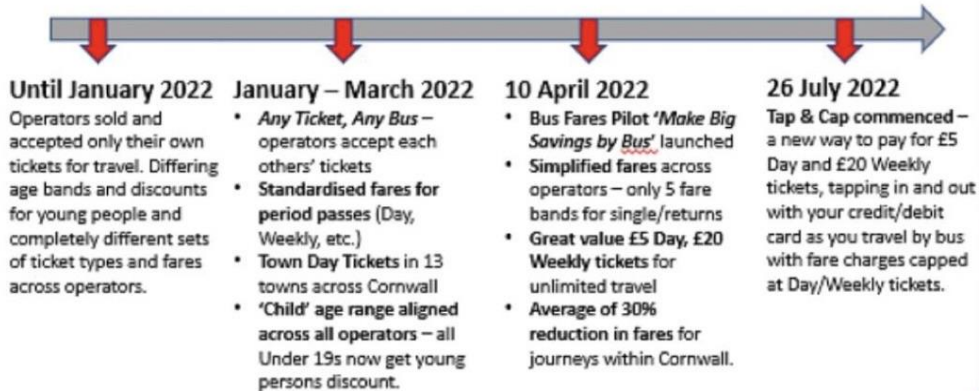 Until January 2022
Operators sold and
accepted only their own
tickets for travel. Differing
age bands and discounts
for young people and
completely different sets
of ticket types and fares
across operators.
January – March 2022
• Any Ticket, Any Bus –
operators accept each
others' tickets
• Standardised fares for
period passes (Day,
Weekly, etc.)
• Town Day Tickets in 13
towns across Cornwall
• 'Child' age range aligned
across all operators – all
Under 19s now get young
persons discount.
10 April 2022
• Bus Fares Pilot 'Make Big
Savings by Bus' launched
• Simplified fares across
operators – only 5 fare
bands for single/returns
• Great value £5 Day, £20
Weekly tickets for
unlimited travel
• Average of 30%
reduction in fares for
journeys within Cornwall.
26 July 2022
Tap & Cap commenced –
a new way to pay for £5
Day and £20 Weekly
tickets, tapping in and out
with your credit/debit
card as you travel by bus
with fare charges capped
at Day/Weekly tickets.